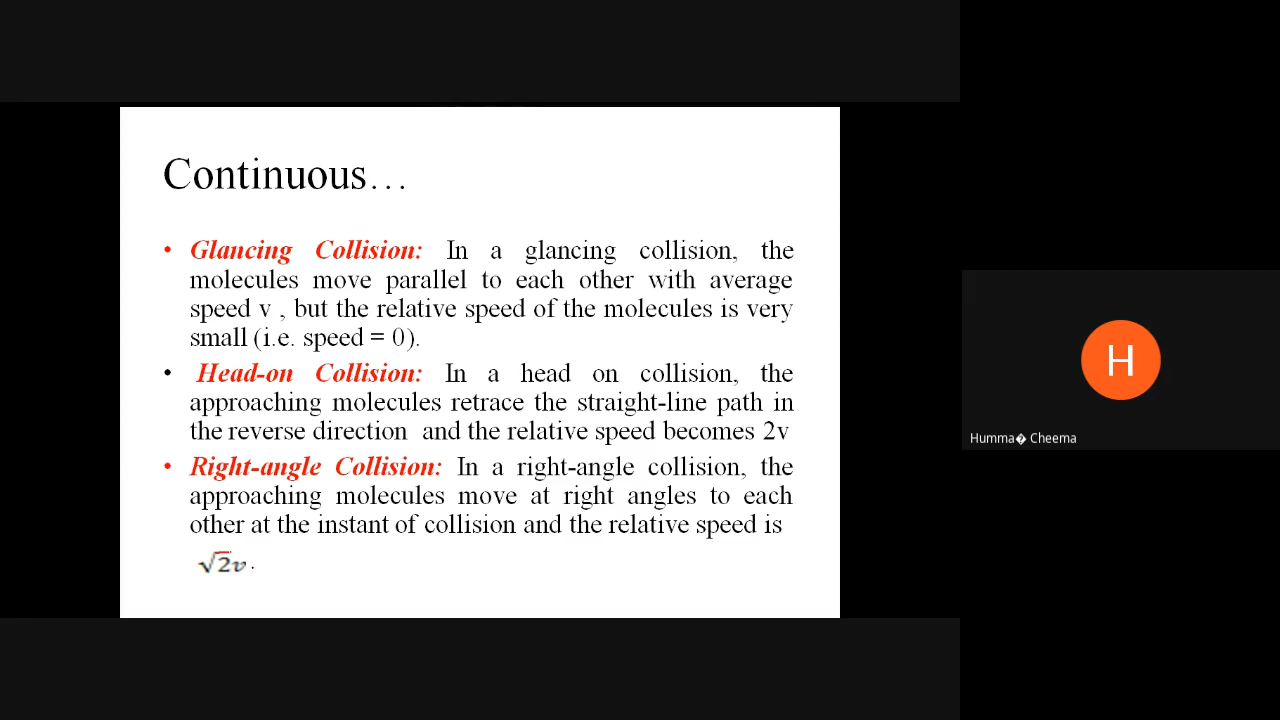 Continuous…
• Glancing Collision: In a glancing collision, the
molecules move parallel to each other with average
speed v , but the relative speed of the molecules is very
small (i.e. speed = 0).
• Head-on Collision: In a head on collision, the
approaching molecules retrace the straight-line path in
the reverse direction and the relative speed becomes 2v
• Right-angle Collision: In a right-angle collision, the
approaching molecules move at right angles to each
other at the instant of collision and the relative speed is
√2v.
H
Humma� Cheema